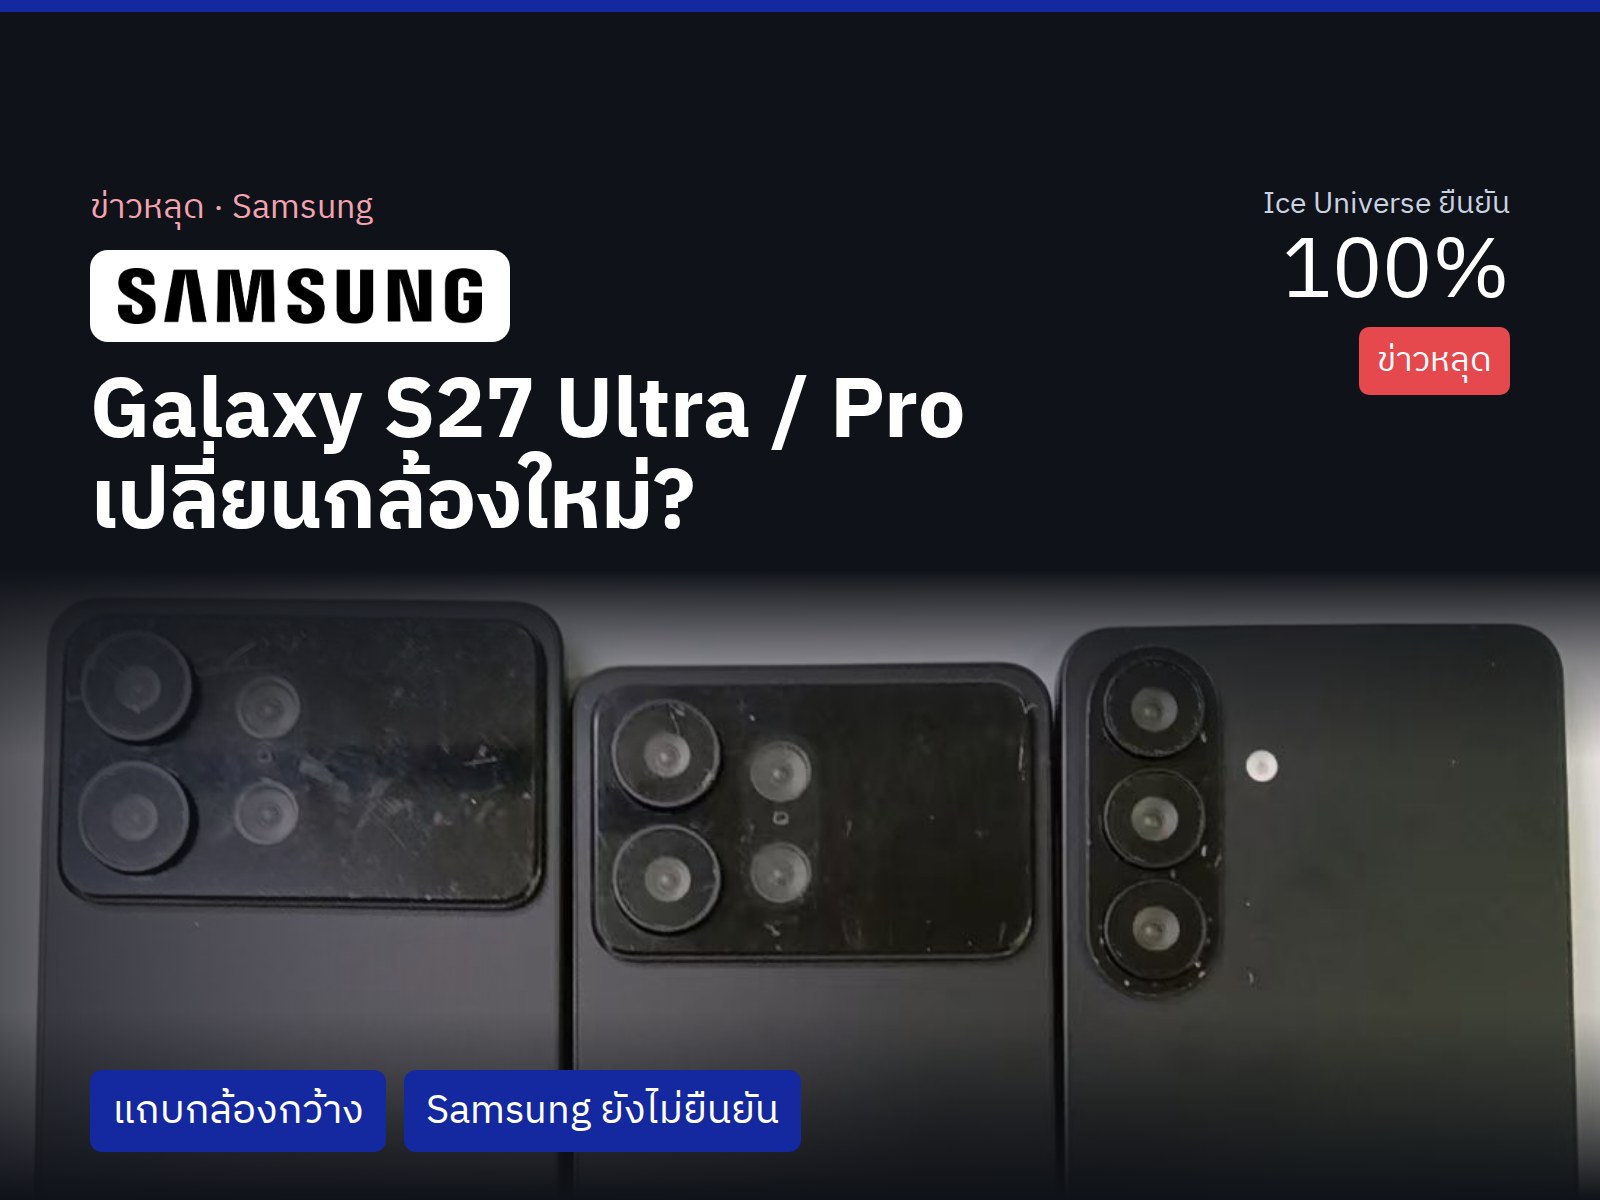 ข่าวหลุด · Samsung
SAMSUNG
Galaxy S27 Ultra / Pro
เปลี่ยนกล้องใหม่?
Ice Universe ยืนยัน
100%
ข่าวหลุด
แถบกล้องกว้าง
Samsung ยังไม่ยืนยัน